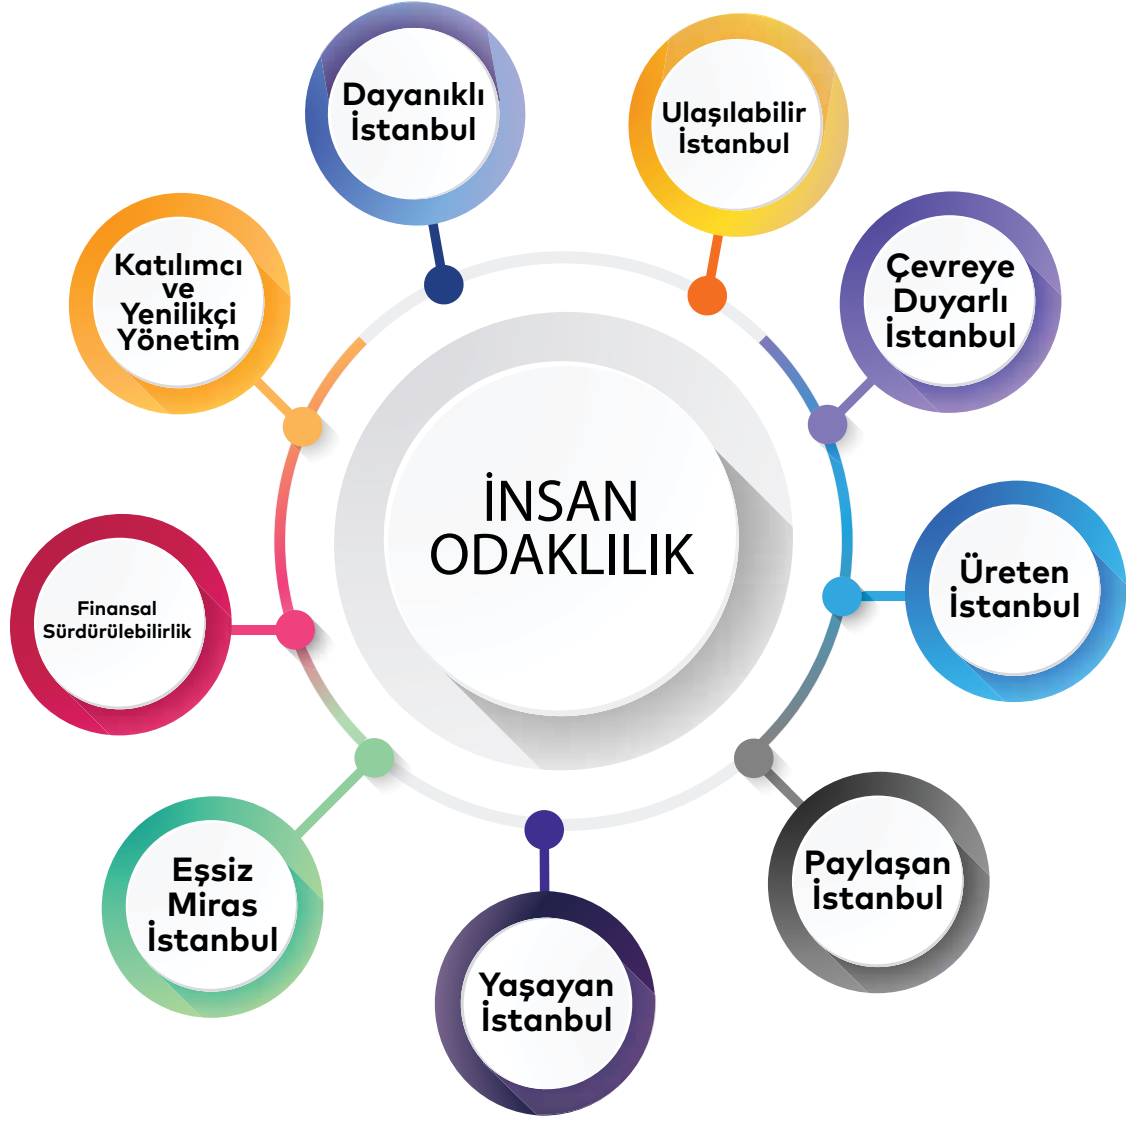 Dayanıklı
İstanbul
Ulaşılabilir
İstanbul
Çevreye
Duyarlı
İstanbul
Üreten
İstanbul
Paylaşan
İstanbul
Yaşayan
İstanbul
Eşsiz
Miras
İstanbul
Finansal
Sürdürülebilirlik
Katılımcı
ve
Yenilikçi
Yönetim
İNSAN
ODAKLILIK